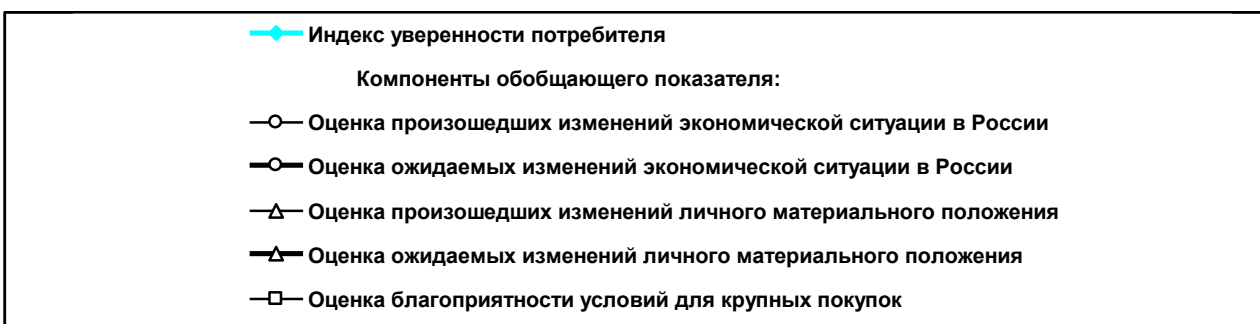 Индекс уверенности потребителя
Компоненты обобщающего показателя:
Оценка произошедших изменений экономической ситуации в России
Оценка ожидаемых изменений экономической ситуации в России
Оценка произошедших изменений личного материального положения
Оценка ожидаемых изменений личного материального положения
Оценка благоприятности условий для крупных покупок